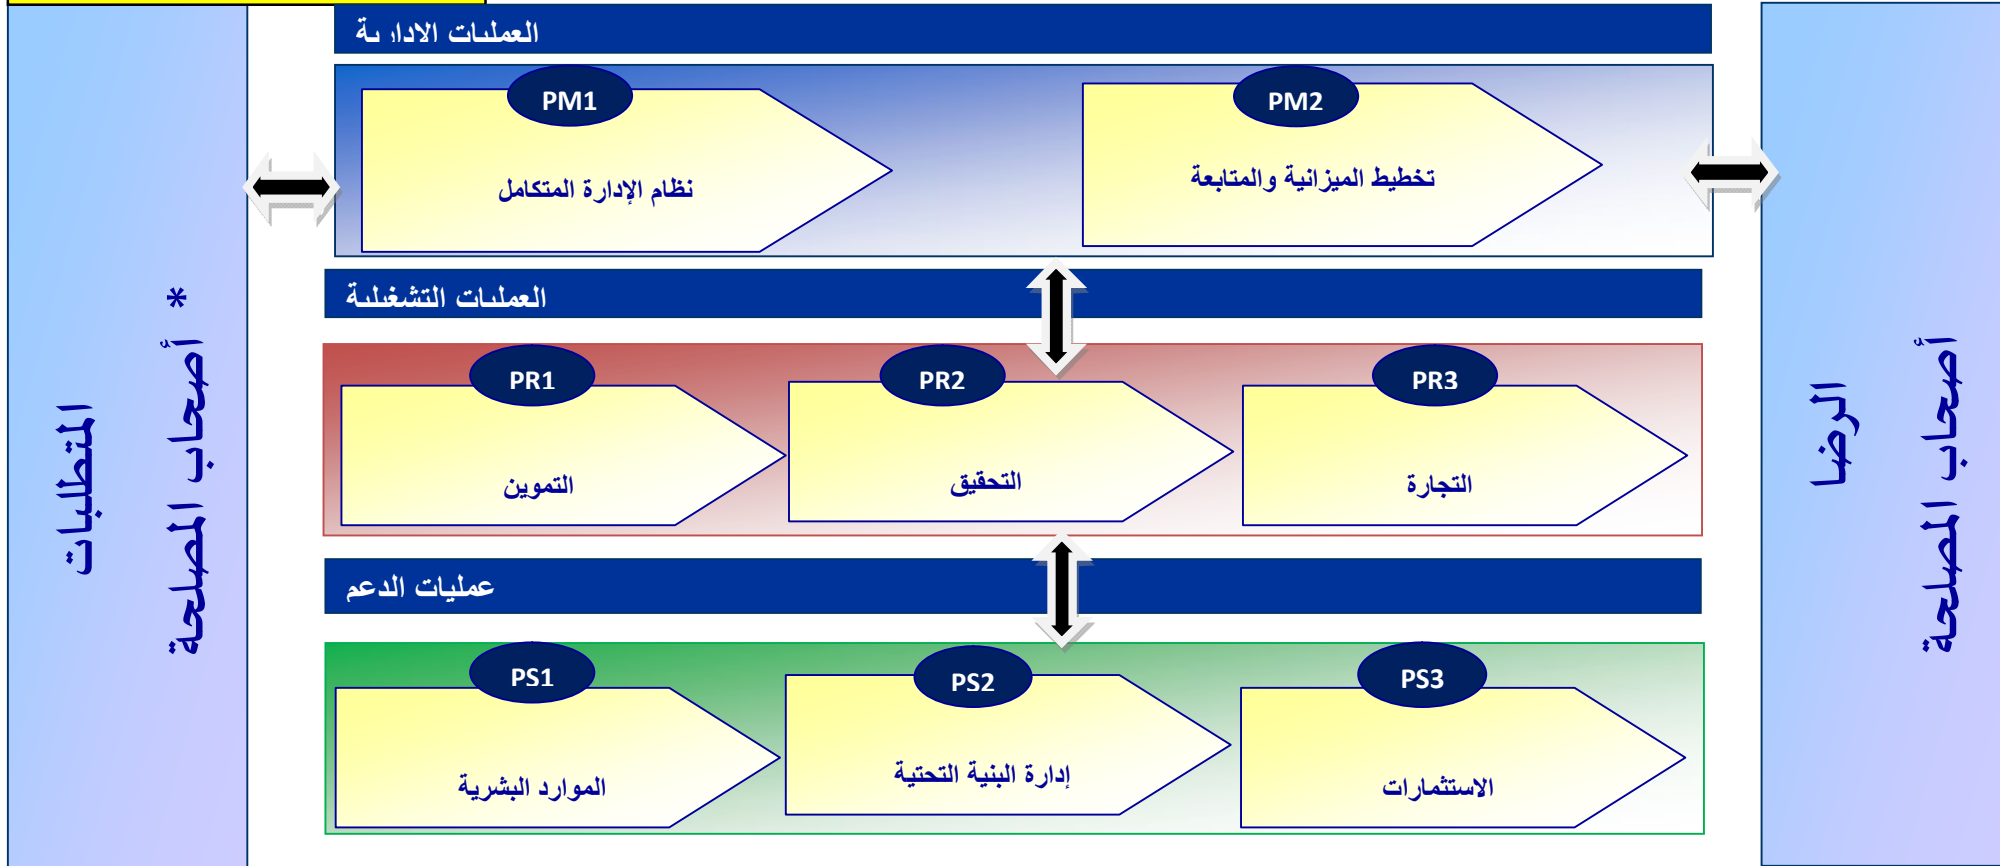 العمليات الادارية
PM1
نظام الإدارة المتكامل
PM2
تخطيط الميزانية والمتابعة
العمليات التشغيلية
PR1
التموين
PR2
التحقيق
PR3
التجارة
عمليات الدعم
PS1
الموارد البشرية
PS2
إدارة البنية التحتية
PS3
الاستثمارات
المتطلبات
أصحاب المصلحة *
الرضا
أصحاب المصلحة